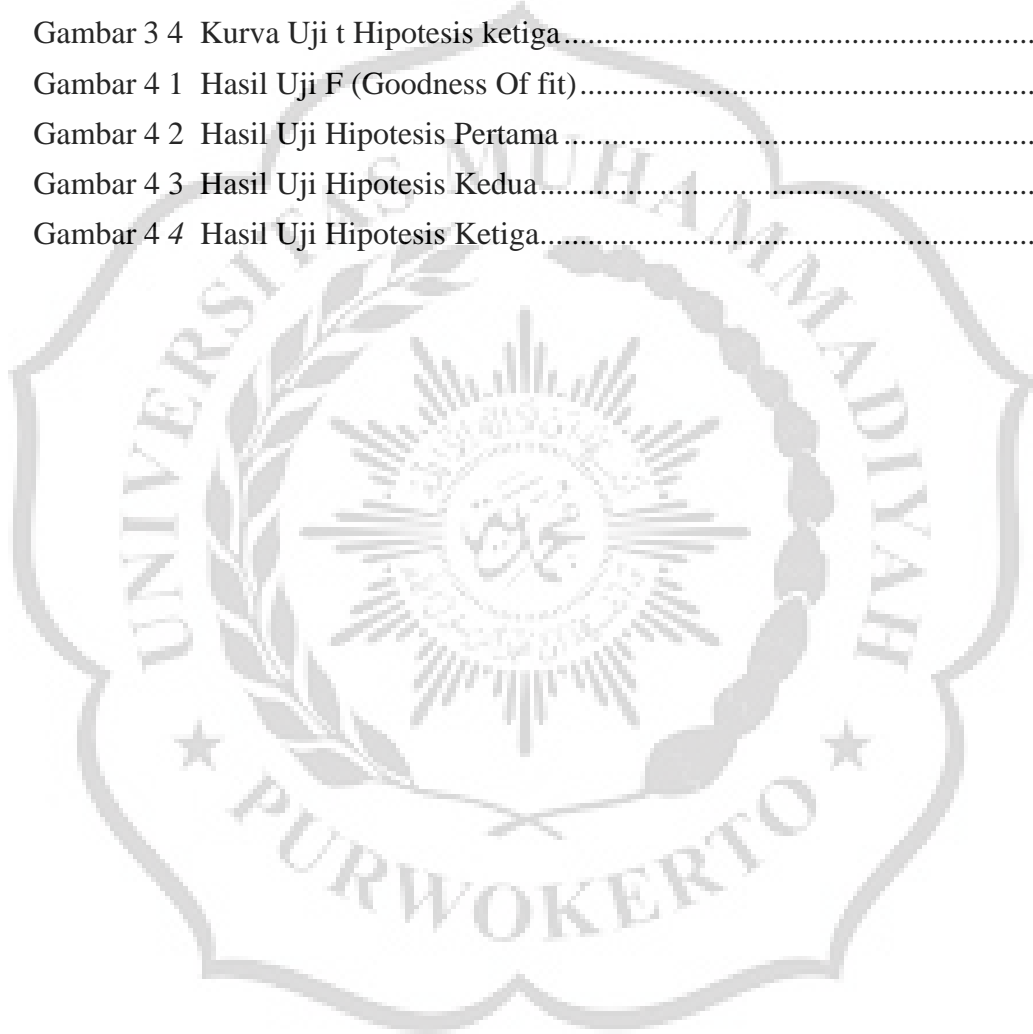 Gambar 3 4 Kurva Uji t Hipotesis ketiga........................................................
Gambar 4 1 Hasil Uji F (Goodness Of fit)......................................................
Gambar 4 2 Hasil Uji Hipotesis Pertama ........................................................
Gambar 4 3 Hasil Uji Hipotesis Kedua...........................................................
Gambar 4 4 Hasil Uji Hipotesis Ketiga...........................................................
UNIVERSITAS MUHAMMADIYAH
★ PURWOKERTO ★